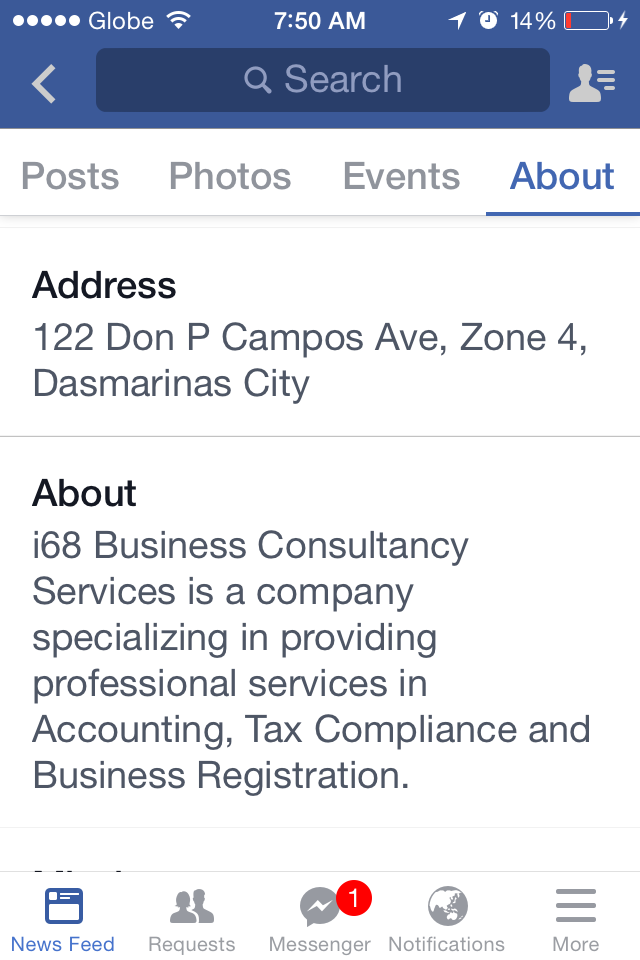 Globe 7:50 AM 14%
Search
Posts Photos Events About
Address
122 Don P Campos Ave, Zone 4,
Dasmarinas City
About
i68 Business Consultancy
Services is a company
specializing in providing
professional services in
Accounting, Tax Compliance and
Business Registration.
1
News Feed Requests Messenger Notifications More